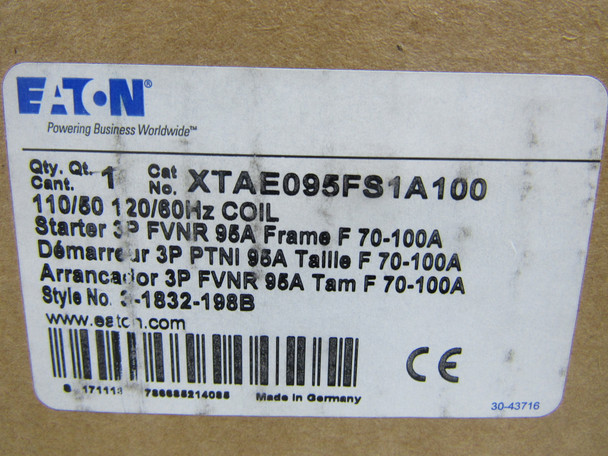 EATON®
Powering Business Worldwide™
Qty. Qt. Cant. 1 Cat No. XTAE095FS1A100
110/50 120/60Hz COIL
Starter 3P FVNR 95A Frame F 70-100A
Démarreur 3P PTNI 95A Taille F 70-100A
Arrancador 3P FVNR 95A Tam F 70-100A
Style No. 3-1832-198B
www.eaton.com
CE
786685214085 Made in Germany
30-43716